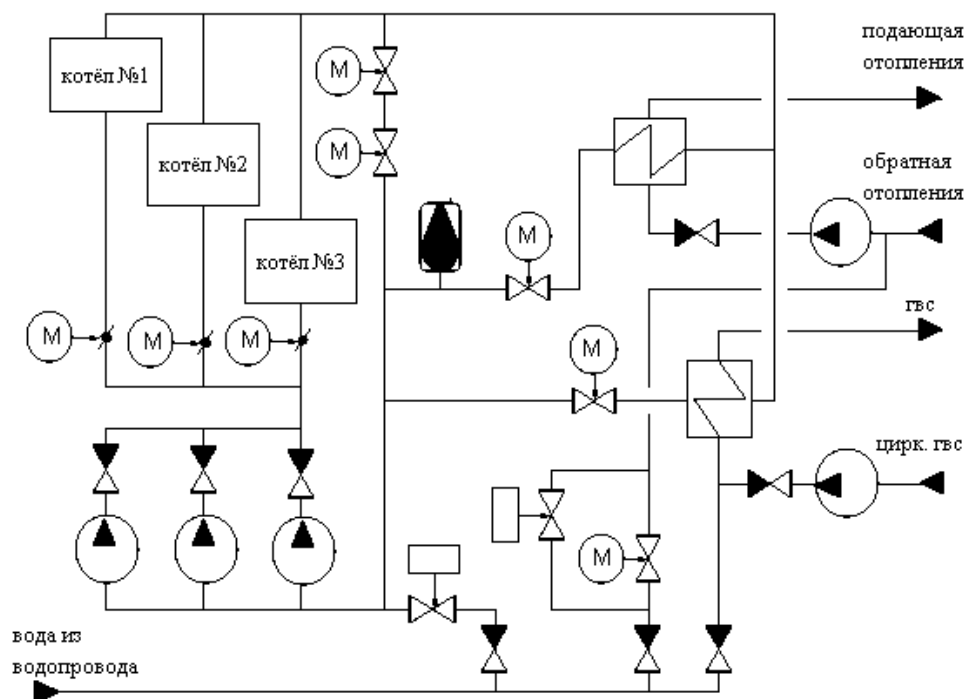 подающая
отопления
котёл №1
М
М
котёл №2
обратная
отопления
М
котёл №3
гвс
М
М
М
М
цирк. гвс
М
вода из
водопровода